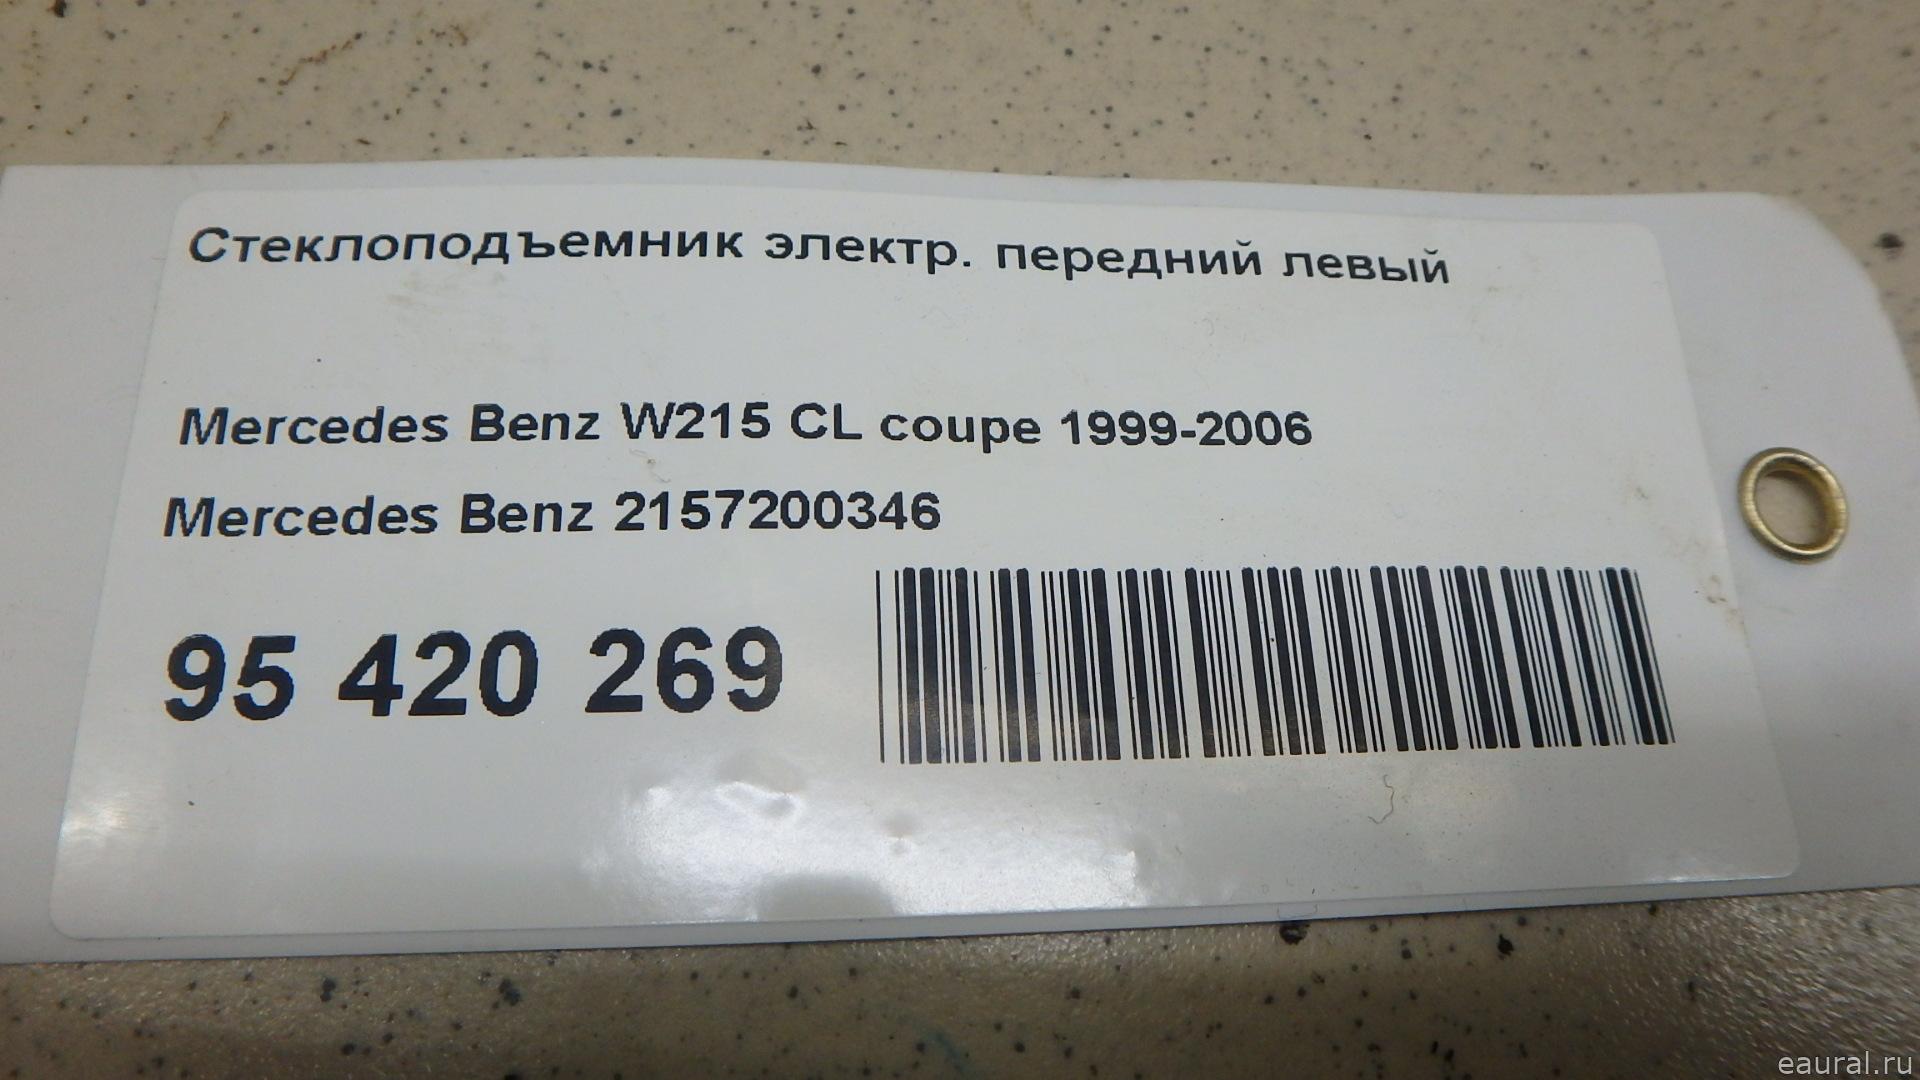 Стеклоподъемник электр. передний левый
Mercedes Benz W215 CL coupe 1999-2006
Mercedes Benz 2157200346
95 420 269
eaural.ru